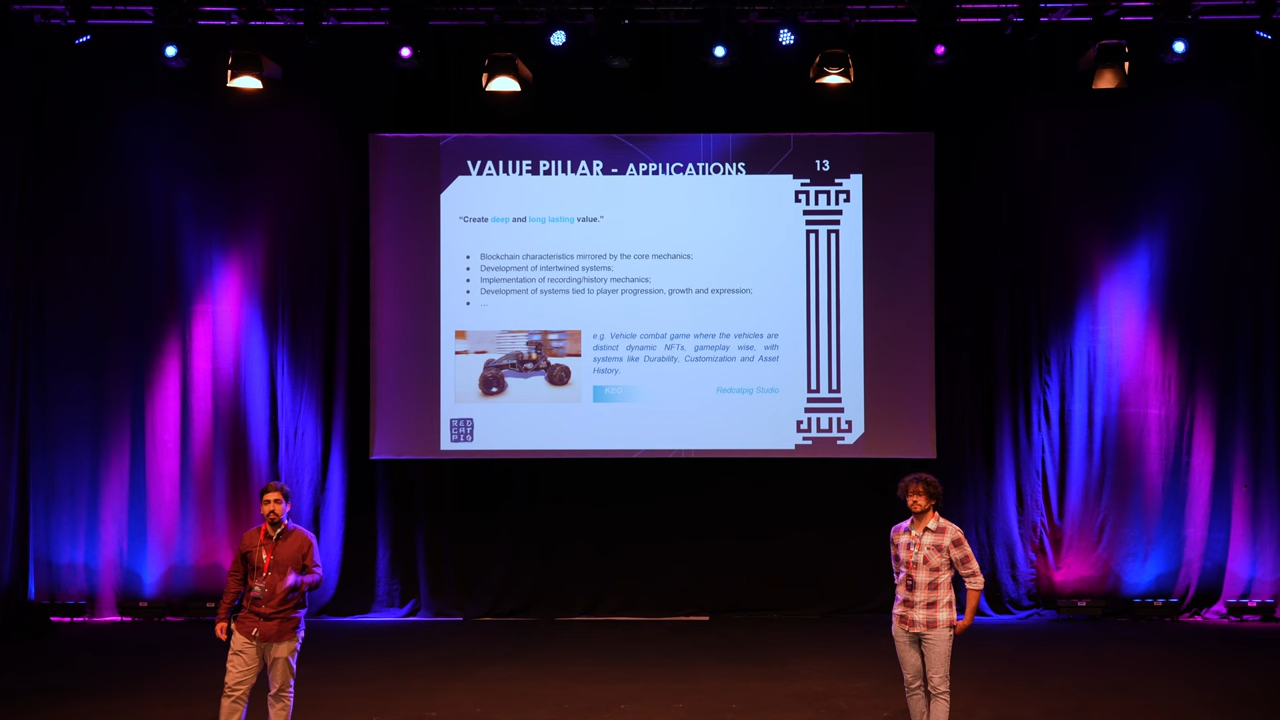 VALUE PILLAR - APPLICATIONS
13
“Create deep and long lasting value.”
● Blockchain characteristics mirrored by the core mechanics;
● Development of intertwined systems;
● Implementation of recording/history mechanics;
● Development of systems tied to player progression, growth and expression;
● ...
e.g. Vehicle combat game where the vehicles are
distinct dynamic NFTs, gameplay wise, with
systems like Durability, Customization and Asset
History.
Redcatpig Studio
RED
CAT
PIG